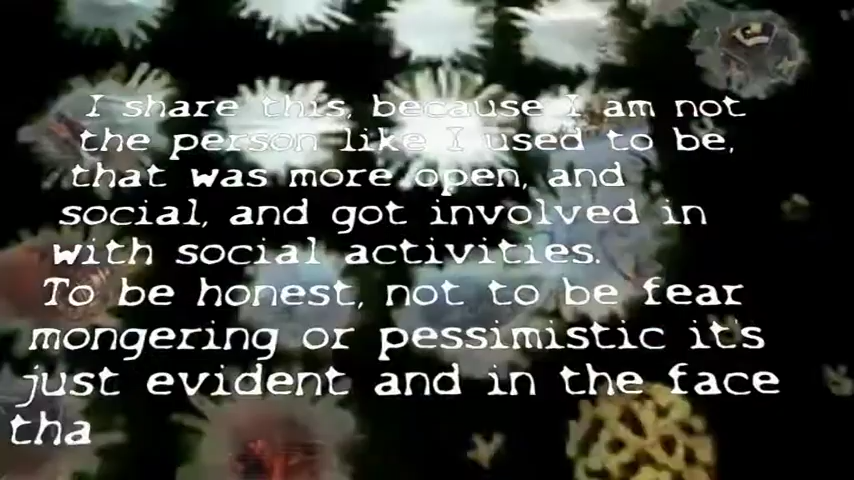 I share this, because I am not
the person like I used to be,
that was more open, and
social, and got involved in
with social activities.
To be honest, not to be fear
mongering or pessimistic it's
just evident and in the face
tha